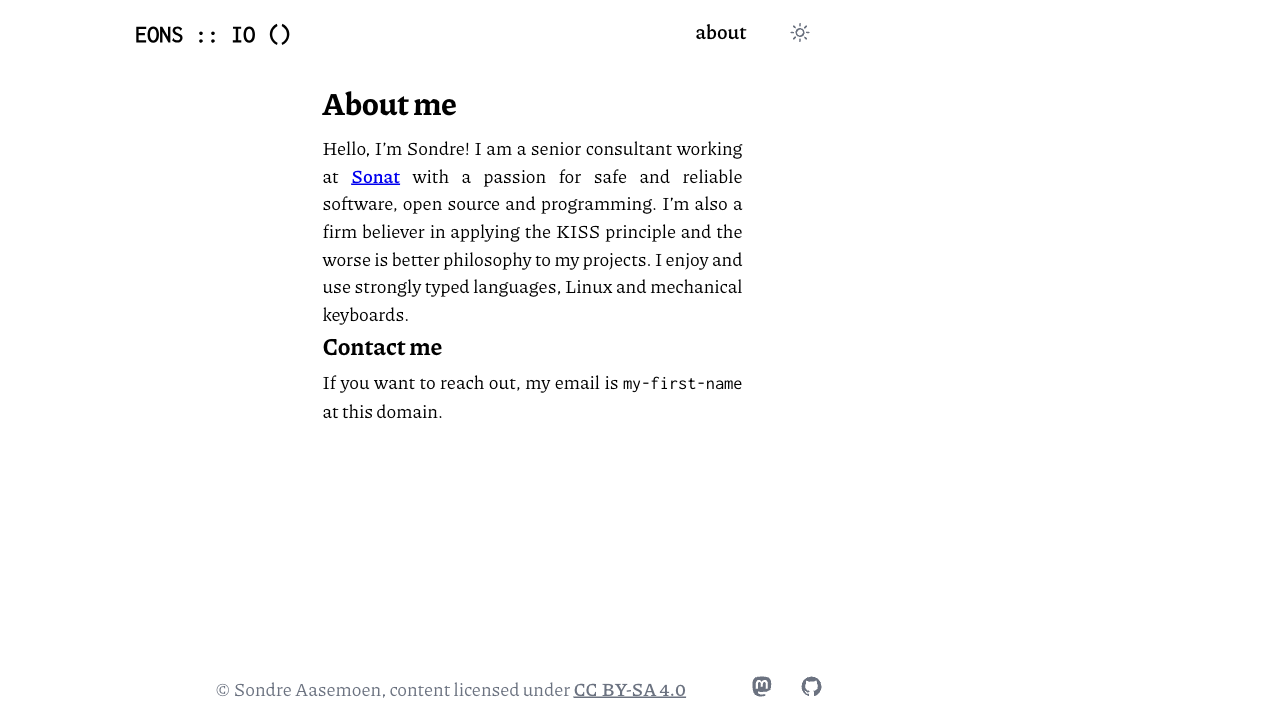 EONS :: IO ()
about
About me
Hello, I'm Sondre! I am a senior consultant working
at Sonat with a passion for safe and reliable
software, open source and programming. I'm also a
firm believer in applying the KISS principle and the
worse is better philosophy to my projects. I enjoy and
use strongly typed languages, Linux and mechanical
keyboards.
Contact me
If you want to reach out, my email is my-first-name
at this domain.
© Sondre Aasemoen, content licensed under CC BY-SA 4.0